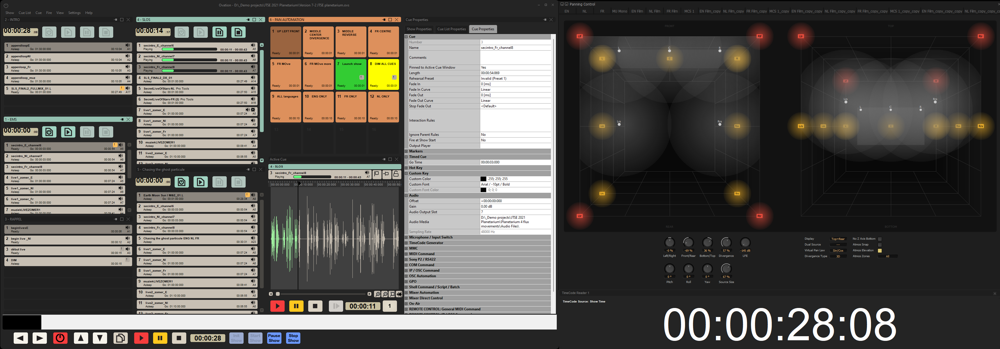 Ovation - D:\_Demo projects\JTSE 2021 Planetarium\Version 7-2 JTSE planetarium.ovs
Show Cue List Cue Fire View Settings Help
2 - INTRO
00:00:28 :08
1 appendloopE
Asleep Go: 01:30:00:000 00:10:04 A1
2 appendloopNl
Asleep Go: 01:30:00:000 00:10:04 A2
3 appenloop_Fr
Asleep Go: 01:30:00:000 00:10:05 A3
4 appendloop_muz
Asleep Go: 01:30:00:000 00:10:05 A4
5 SLS_FINAL2_FULLMIX_01.L
Ready Go: 00:01:00:000 00:27:49 A17
1 - EMS
00:00:00 :00
1 secintro_E_channel6
Ready Go: 00:00:03:000 00:00:54 A5
2 secintro_Nl_channel7
Asleep Go: 00:00:03:000 00:00:54 A6
3 secintro_Fr_channel8
Asleep Go: 00:00:03:000 00:00:54 A7
4 live1_zomer_E
Asleep Go: 01:00:00:000 00:07:24 A5
5 live1_zomer_Nl
Asleep Go: 01:00:00:000 00:07:24 A6
6 live1_zomer_Fr
Asleep Go: 01:00:00:000 00:07:24 A7
7 muziekLIVEZOMER1
Asleep Go: 01:00:00:000 00:09:41 A4
3 - RAPPEL
1 beginlivesE
Ready 00:00:06 A1
2 begin live _Nl
Ready 00:00:12 A2
3 début live
Ready 00:00:15 A3
4 DIM
Asleep 00:00:15
4 - SLOS
00:00:14 :17
1 secintro_E_channel6
Playing 00:00:11 - 00:00:43 A5
2 secintro_Nl_channel7
Playing 00:00:11 - 00:00:43 A6
3 secintro_Fr_channel8
Playing 00:00:11 - 00:00:43 A7
4 SLS_FINAL2_DX_01
Asleep Go: 00:01:00:000 00:27:49 A14
5 SecretLiveOfStars-NL Pro Tools
Asleep Go: 00:01:00:000 00:27:50 A15
6 SecretLiveOfStars-FR (2) Pro Tools
Asleep Go: 00:01:00:000 00:27:50 A16
7 live1_zomer_E
Asleep Go: 01:00:00:000 00:07:24 A5
8 live1_zomer_Nl
Asleep Go: 01:00:00:000 00:07:24 A6
9 live1_zomer_Fr
Asleep Go: 01:00:00:000 00:07:24 A7
10 muziekLIVEZOMER1
Asleep Go: 01:00:00:000 00:09:41 A4
11 live2_zomer_E
Asleep Go: 01:10:00:000 00:06:55 A5
12 live2_zomer_Nl
5 - Chasing the ghost particule
00:00:00 :00
1 Earth Moon Sun I M&E_01.L
Asleep Go: 00:01:00:000 00:28:34 A8
2 secintro_E_channel6
Asleep Go: 00:00:03:000 00:00:54 A5
3 secintro_Nl_channel7
Asleep Go: 00:00:03:000 00:00:54 A6
4 secintro_Fr_channel8
Asleep Go: 00:00:03:000 00:00:54 A7
5 Chasing the ghost particule ENG NL FR
Asleep 00:30:31 A23
6 live1_zomer_E
Asleep Go: 01:00:00:000 00:07:24 A5
7 live1_zomer_Nl
Asleep Go: 01:00:00:000 00:07:24 A6
8 live1_zomer_Fr
Asleep Go: 01:00:00:000 00:07:24 A7
9 muziekLIVEZOMER1
Asleep Go: 01:00:00:000 00:09:41 A4
10 live2_zomer_E
Asleep Go: 01:10:00:000 00:06:55 A5
11 live2_zomer_Nl
Asleep Go: 01:10:00:000 00:06:55 A6
12 live2_zomer_Fr
6 - PAN AUTOMATION
1 UP LEFT FRONT
Ready 00:00:01
2 MIDDLE CENTER DIVERGENCE
Ready 00:00:01
3 MIDDLE REVERSE
Ready 00:00:01
4 FR CENTRE
Ready 00:00:01
5 FR MOve
Ready 00:00:01
6 FR MOve more
Ready 00:00:01
7 Launch show
Ready 00:00:01
8 DIM ALL CUES
Ready 00:00:01
9 ALL languages
Ready 00:00:10
10 ENG ONLY
Ready 00:00:10
11 FR ONLY
Ready 00:00:10
12 NL ONLY
Ready 00:00:10
13 14 15 16
Active Cue
4 - SLOS
3 secintro_Fr_channel8
Playing 00:00:11 - 00:00:43 A7
00:00:00:000 00:00:10:000 00:00:20:000 00:00:30:000 00:00:40:000 00:00:50:
00:00:11 1
Cue Properties
Show Properties Cue List Properties Cue Properties
Cue
Number 3
Name secintro_Fr_channel8
Comments
Pinned to Active Cue Window Yes
Length 00:00:54:869
Rehearsal Preset Invalid (Preset 1)
Fade In 0 [ms]
Fade In Curve Linear
Fade Out 0 [ms]
Fade Out Curve Linear
Stop Fade Out <Default>
Interaction Rules
Ignore Parent Rules No
Fire at Show Start No
Output Player
Markers
Timed Cue
Go Time 00:00:03:000
Hot Key
Custom Key
Custom Color 255; 255; 255
Custom Font Arial / -10pt / Bold
Custom Font Color 0; 0; 0
Audio
Offset +00:00:00:000
Gain 0.00 dB
Audio Output Slot 7
Audio Media D:\_Demo projects\JTSE 2021
Planetarium\Planetarium 4 flux
movements\Audio Files\
Sampling Rate 48000 Hz
Microphone / Input Switch
TimeCode Generator
MMC
MIDI Command
Sony P2 / RS422
COM Command
IP / OSC Command
OSC Automation
GPO
Shell Command / Script / Batch
Mixer Automation
Mixer Direct Control
On-Air
REMOTE CONTROL: General MIDI Command
00:00:28 Init Show Start Show Pause Show Stop Show
Panning Control
EN NL FR MU Mono EN Film NL Film FR Film MCS 1 EN Film_copy NL Film_copy FR Film_copy MCS 1_copy EN Film_copy_copy NL Film_copy_copy FR Film_copy_copy MCS 1_copy_copy EN Film_copy_copy_copy NL Film_copy_cc
FRONT TOP
Ltf Rtf Ltr Rtr
L C R
L C R
Lrs Rrs
L C R
Lrs Rrs
Lss Rss
Lrs Lss L C R Rss Rrs
Lrs Rrs
Ltr Rtr
REAR BOTTOM
-0 % -69 % 36 % 57 % -145 dB
Left/Right Front/Rear Bottom/Top Divergence LFE
0 º 0 º 0 º 67 %
Pitch Roll Yaw Source Size
Display Top+Rear No Z Axis Bottom
Dual Source --- Atmos Snap
Virtual Pan Law Sin/Cos Atmos Elevation
Divergence Type 3D Atmos Zones All
TimeCode Reader 1
TimeCode Source: Show Time
00:00:28:08